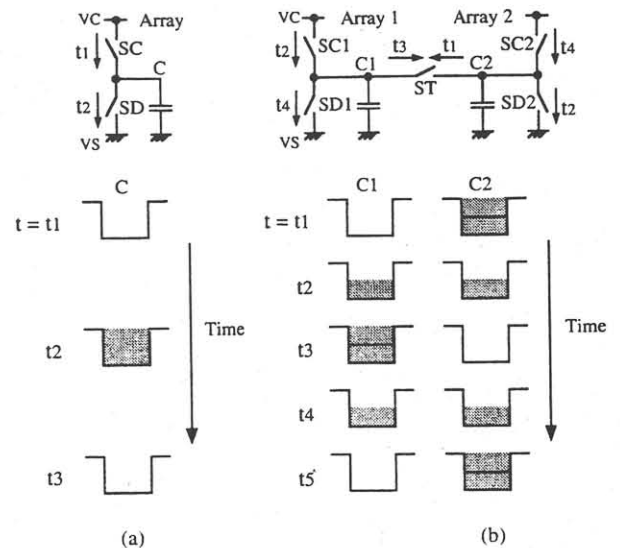 VC Array
SC
t1
C
t2 SD
VS
Array 1 Array 2
VC
t2 SC1 t3 t1 SC2 t4
C1 C2
ST
t4 SD1 SD2 t2
VS
C
t = t1
t2
t3
Time
(a)
C1 C2
t = t1
t2
t3
t4
t5
Time
(b)